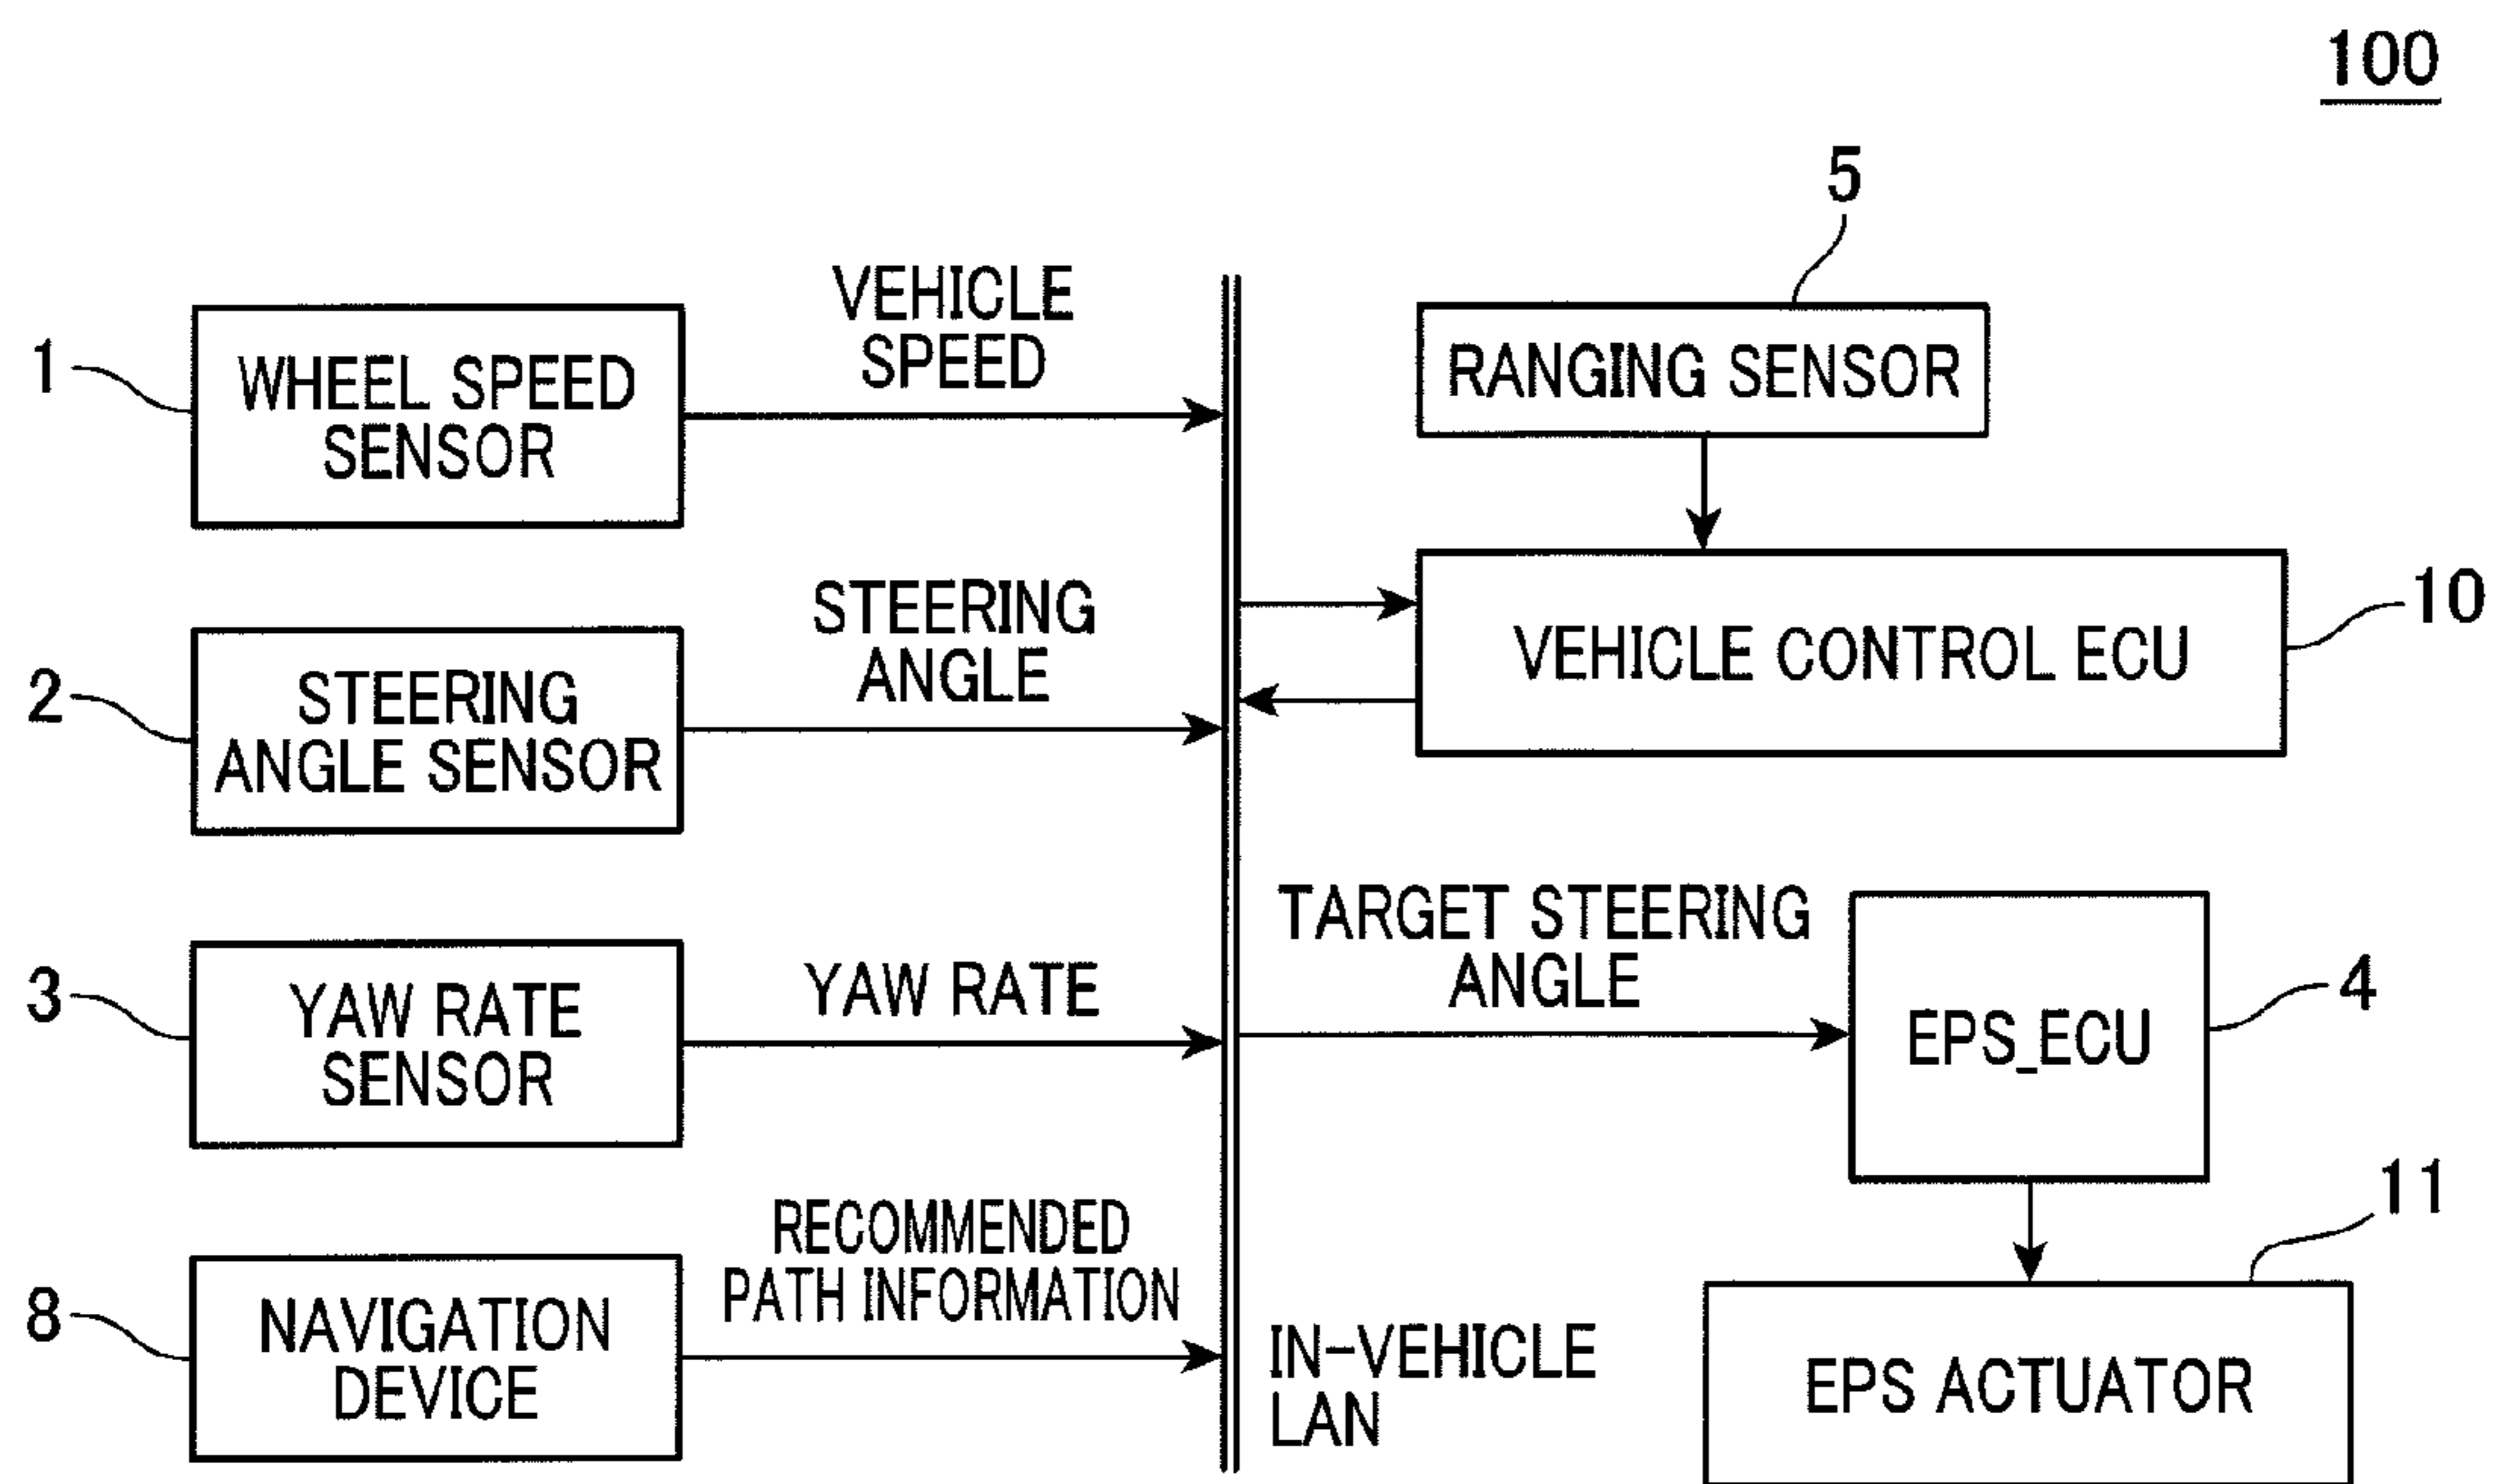 100
5
VEHICLE
SPEED
1
WHEEL SPEED
SENSOR
RANGING SENSOR
STEERING
ANGLE
10
VEHICLE CONTROL ECU
2
STEERING
ANGLE SENSOR
TARGET STEERING
ANGLE
3
YAW RATE
SENSOR
YAW RATE
4
EPS_ECU
11
RECOMMENDED
PATH INFORMATION
8
NAVIGATION
DEVICE
IN-VEHICLE
LAN
EPS ACTUATOR